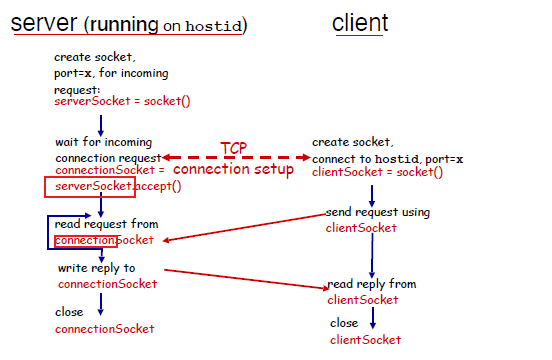 server (running on hostid)
create socket,
port=x, for incoming
request:
serverSocket = socket()
wait for incoming
connection request
connectionSocket =
serverSocket.accept()
read request from
connectionSocket
write reply to
connectionSocket
close
connectionSocket
TCP
connection setup
client
create socket,
connect to hostid, port=x
clientSocket = socket()
send request using
clientSocket
read reply from
clientSocket
close
clientSocket